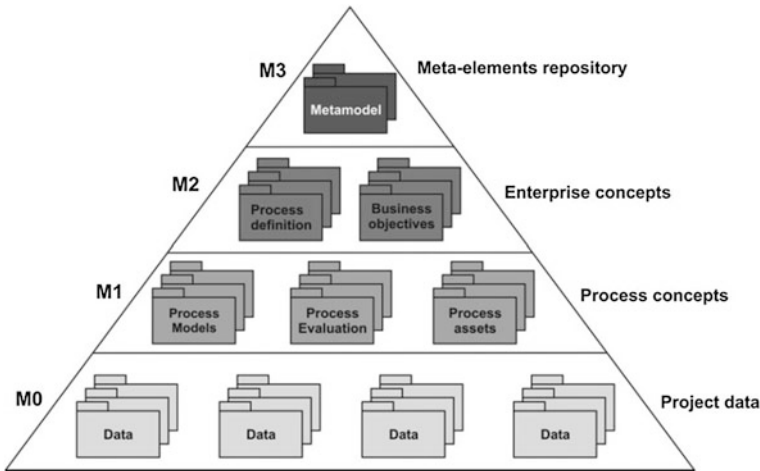 M3
Meta-elements repository
Metamodel
M2
Enterprise concepts
Process
definition
Business
objectives
M1
Process concepts
Process
Models
Process
Evaluation
Process
assets
M0
Project data
Data
Data
Data
Data